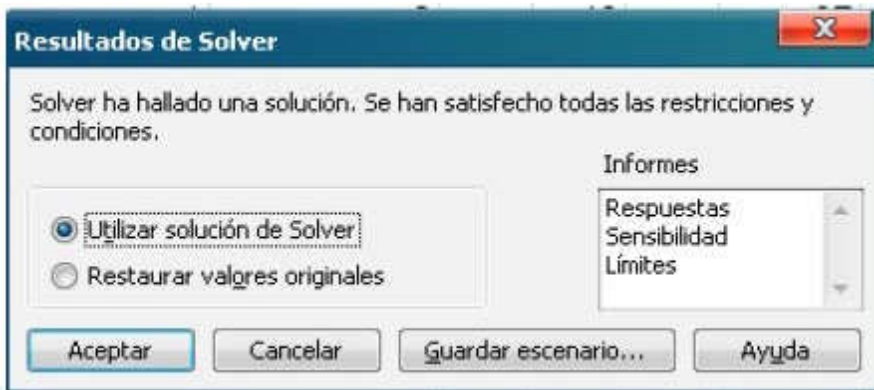 Resultados de Solver
Solver ha hallado una solución. Se han satisfecho todas las restricciones y
condiciones.
Informes
Utilizar solución de Solver
Restaurar valores originales
Respuestas
Sensibilidad
Límites
Aceptar
Cancelar
Guardar escenario...
Ayuda